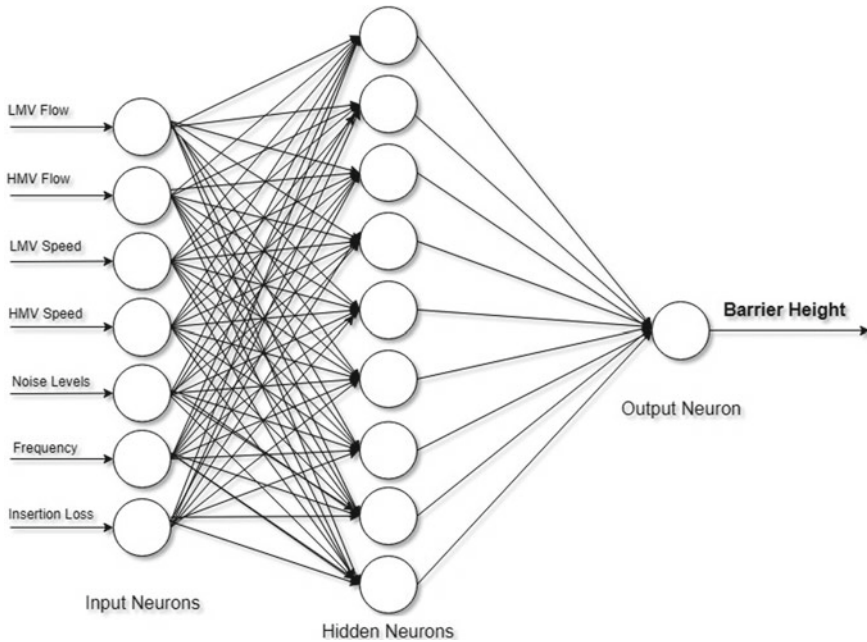 LMV Flow
HMV Flow
LMV Speed
HMV Speed
Noise Levels
Frequency
Insertion Loss
Input Neurons
Hidden Neurons
Barrier Height
Output Neuron